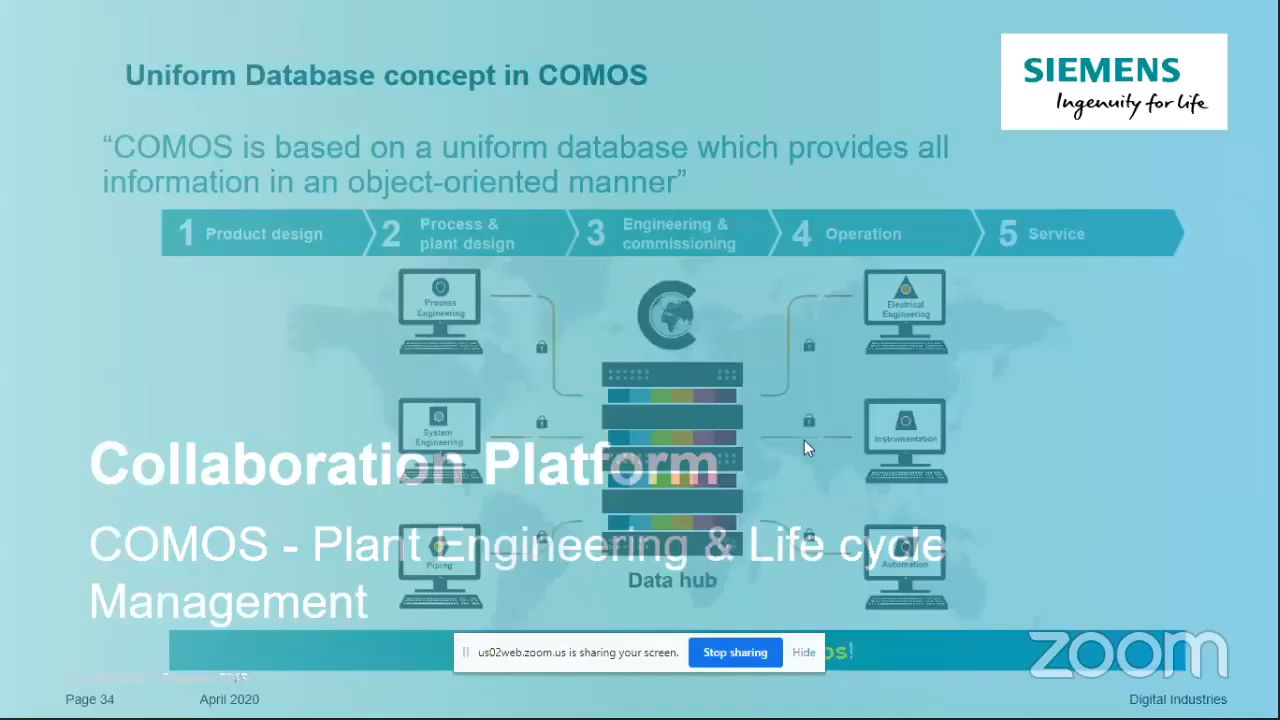 Uniform Database concept in COMOS
SIEMENS
Ingenuity for life
“COMOS is based on a uniform database which provides all
information in an object-oriented manner”
1 Product design
2 Process &
plant design
3 Engineering &
commissioning
4 Operation
5 Service
Process
Engineering
Electrical
Engineering
System
Engineering
Instrumentation
Collaboration Platform
COMOS - Plant Engineering & Life cycle
Management
Piping
Automation
Data hub
us02web.zoom.us is sharing your screen.
Stop sharing
Hide
os!
zoom
Page 34
April 2020
Digital Industries